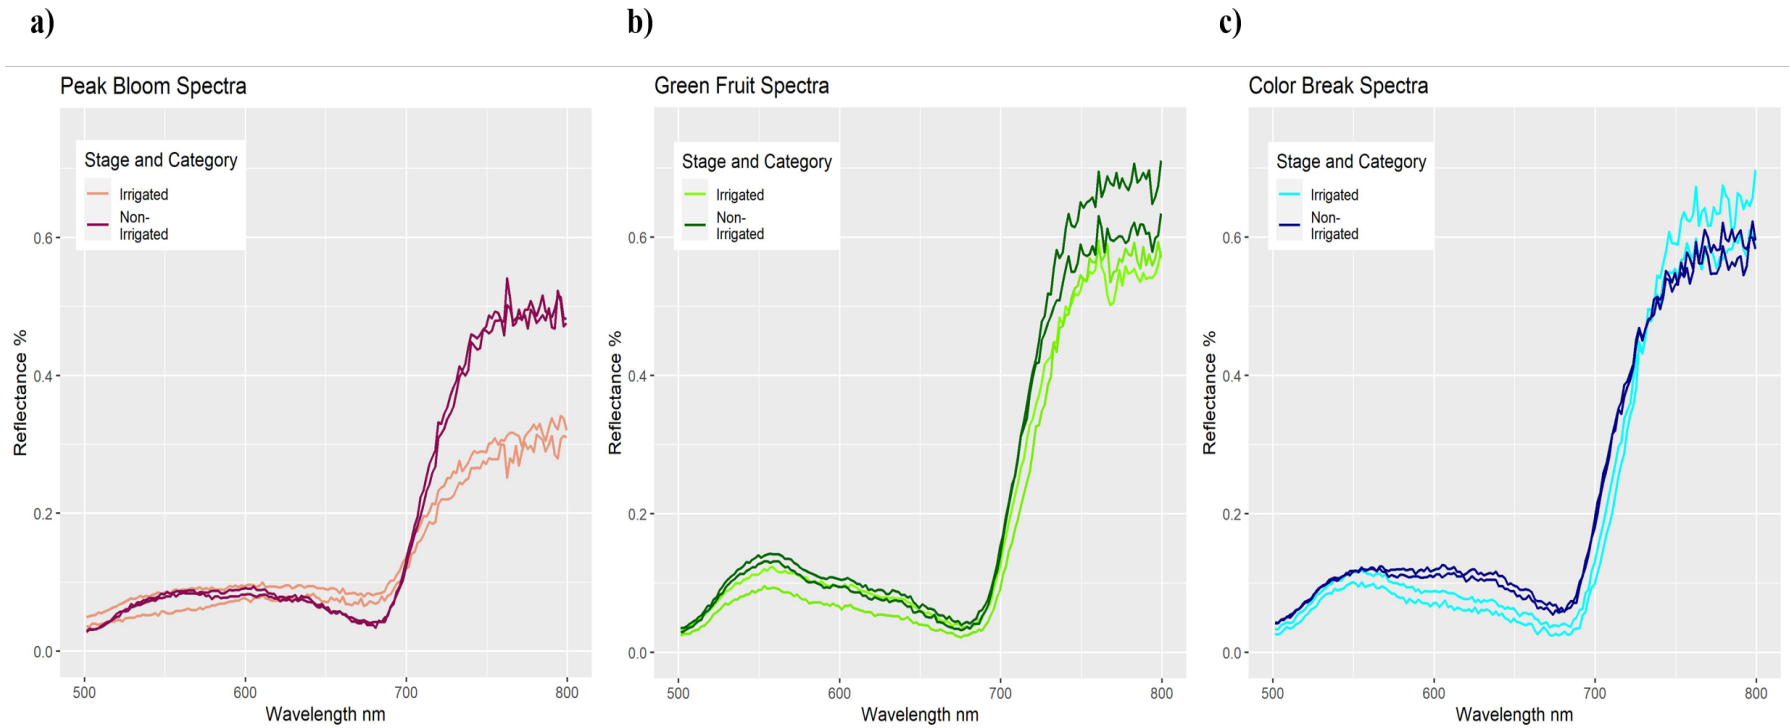 a)
b)
c)
Peak Bloom Spectra
Stage and Category
Irrigated
Non-
Irrigated
Reflectance %
0.6
0.4
0.2
0.0
500
600
700
800
Wavelength nm
Green Fruit Spectra
Stage and Category
Irrigated
Non-
Irrigated
Reflectance %
0.6
0.4
0.2
0.0
500
600
700
800
Wavelength nm
Color Break Spectra
Stage and Category
Irrigated
Non-
Irrigated
Reflectance %
0.6
0.4
0.2
0.0
500
600
700
800
Wavelength nm